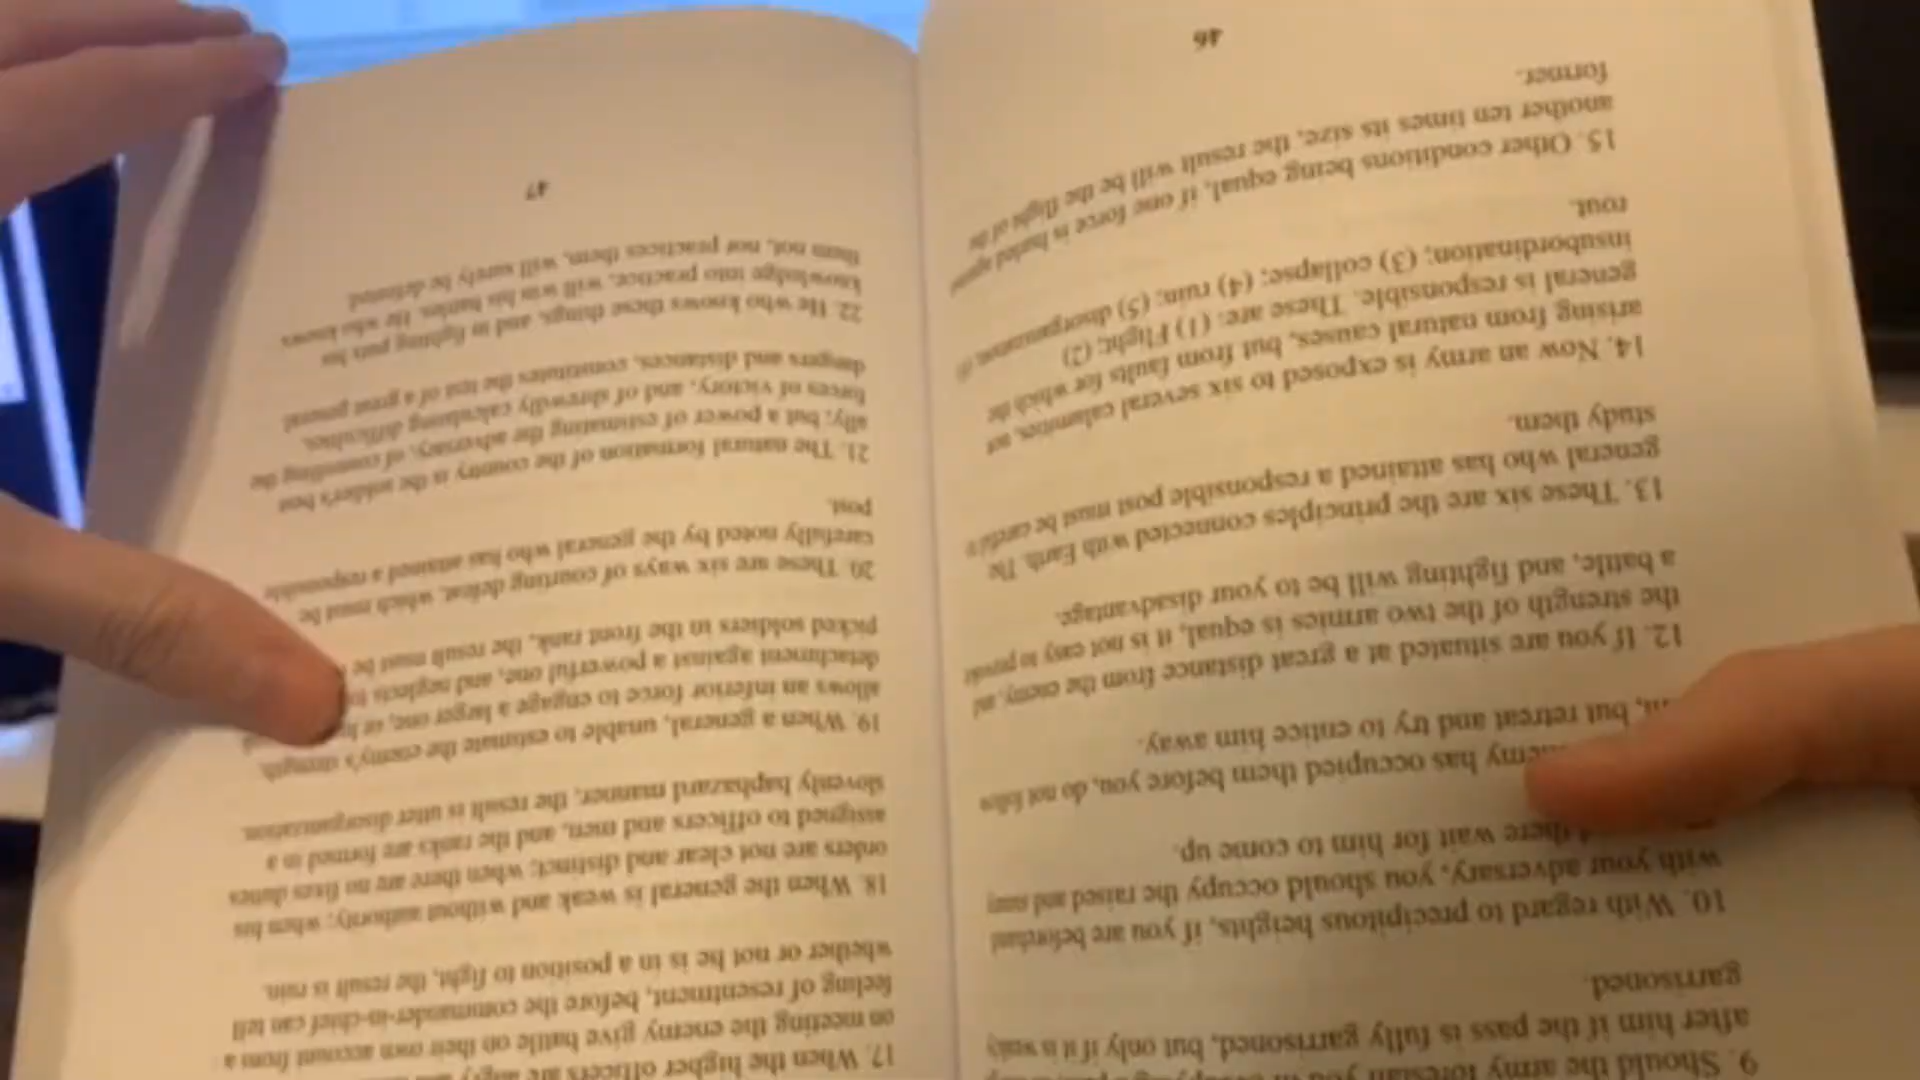 9. Should the army forestall you in
after him if the pass is fully garrisoned, but only if it is weakly
garrisoned.
10. With regard to precipitous heights, if you are beforehand
with your adversary, you should occupy the raised and sunny
there wait for him to come up.
enemy has occupied them before you, do not follow
but retreat and try to entice him away.
12. If you are situated at a great distance from the enemy, and
the strength of the two armies is equal, it is not easy to provoke
a battle, and fighting will be to your disadvantage.
13. These six are the principles connected with Earth. The
general who has attained a responsible post must be careful to
study them.
14. Now an army is exposed to six several calamities, not
arising from natural causes, but from faults for which the
general is responsible. These are: (1) Flight; (2)
insubordination; (3) collapse; (4) ruin; (5) disorganization;
rout.
15. Other conditions being equal, if one force is hurled against
another ten times its size, the result will be the flight of the
former.
46
17. When the higher officers are angry
on meeting the enemy give battle on their own account from a
feeling of resentment, before the commander-in-chief can tell
whether or not he is in a position to fight, the result is ruin.
18. When the general is weak and without authority; when his
orders are not clear and distinct; when there are no fixes duties
assigned to officers and men, and the ranks are formed in a
slovenly haphazard manner, the result is utter disorganization.
19. When a general, unable to estimate the enemy's strength,
allows an inferior force to engage a larger one, or
detachment against a powerful one, and neglects to
picked soldiers in the front rank, the result must be
20. These are six ways of courting defeat, which must be
carefully noted by the general who has attained a responsible
post.
21. The natural formation of the country is the soldier's best
ally; but a power of estimating the adversary, of controlling the
forces of victory, and of shrewdly calculating difficulties,
dangers and distances, constitutes the test of a great general.
22. He who knows these things, and in fighting puts his
knowledge into practice, will win his battles. He who knows
them not, nor practices them, will surely be defeated.
47